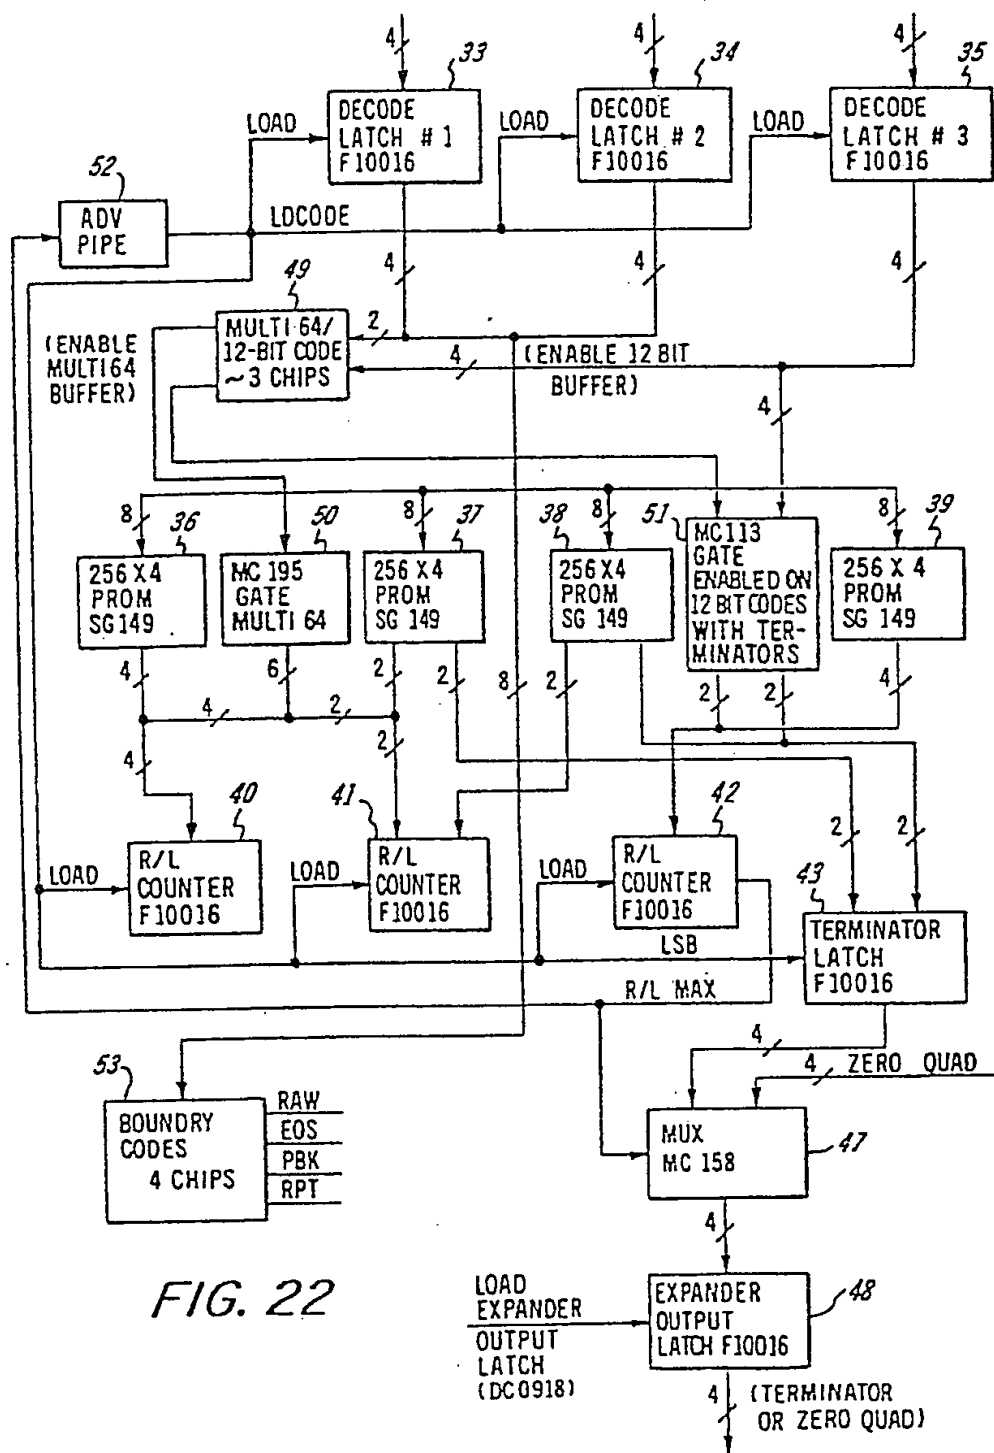 4
4
4
33
34
35
DECODE
LATCH # 1
F10016
DECODE
LATCH # 2
F10016
DECODE
LATCH # 3
F10016
LOAD
LOAD
LOAD
52
ADV
PIPE
LDCODE
4
4
4
49
MULTI 64/
12-BIT CODE
~3 CHIPS
2
4
(ENABLE
MULTI 64
BUFFER)
(ENABLE 12 BIT
BUFFER)
4
8
36
50
8
37
38
8
51
8
39
256 X 4
PROM
SG 149
MC 195
GATE
MULTI 64
256 X 4
PROM
SG 149
256 X 4
PROM
SG 149
MC 113
GATE
ENABLED ON
12 BIT CODES
WITH TER-
MINATORS
256 X 4
PROM
SG 149
4
6
2
2
8
2
2
2
4
4
2
4
2
40
41
42
2
2
43
R/L
COUNTER
F10016
R/L
COUNTER
F10016
R/L
COUNTER
F10016
LOAD
LOAD
LOAD
TERMINATOR
LATCH
F10016
LSB
R/L MAX
4
4
ZERO QUAD
53
BOUNDRY
CODES
4 CHIPS
RAW
EOS
PBK
RPT
MUX
MC 158
47
4
FIG. 22
LOAD
EXPANDER
OUTPUT
LATCH
(DC0918)
EXPANDER
OUTPUT
LATCH F10016
48
4
(TERMINATOR
OR ZERO QUAD)